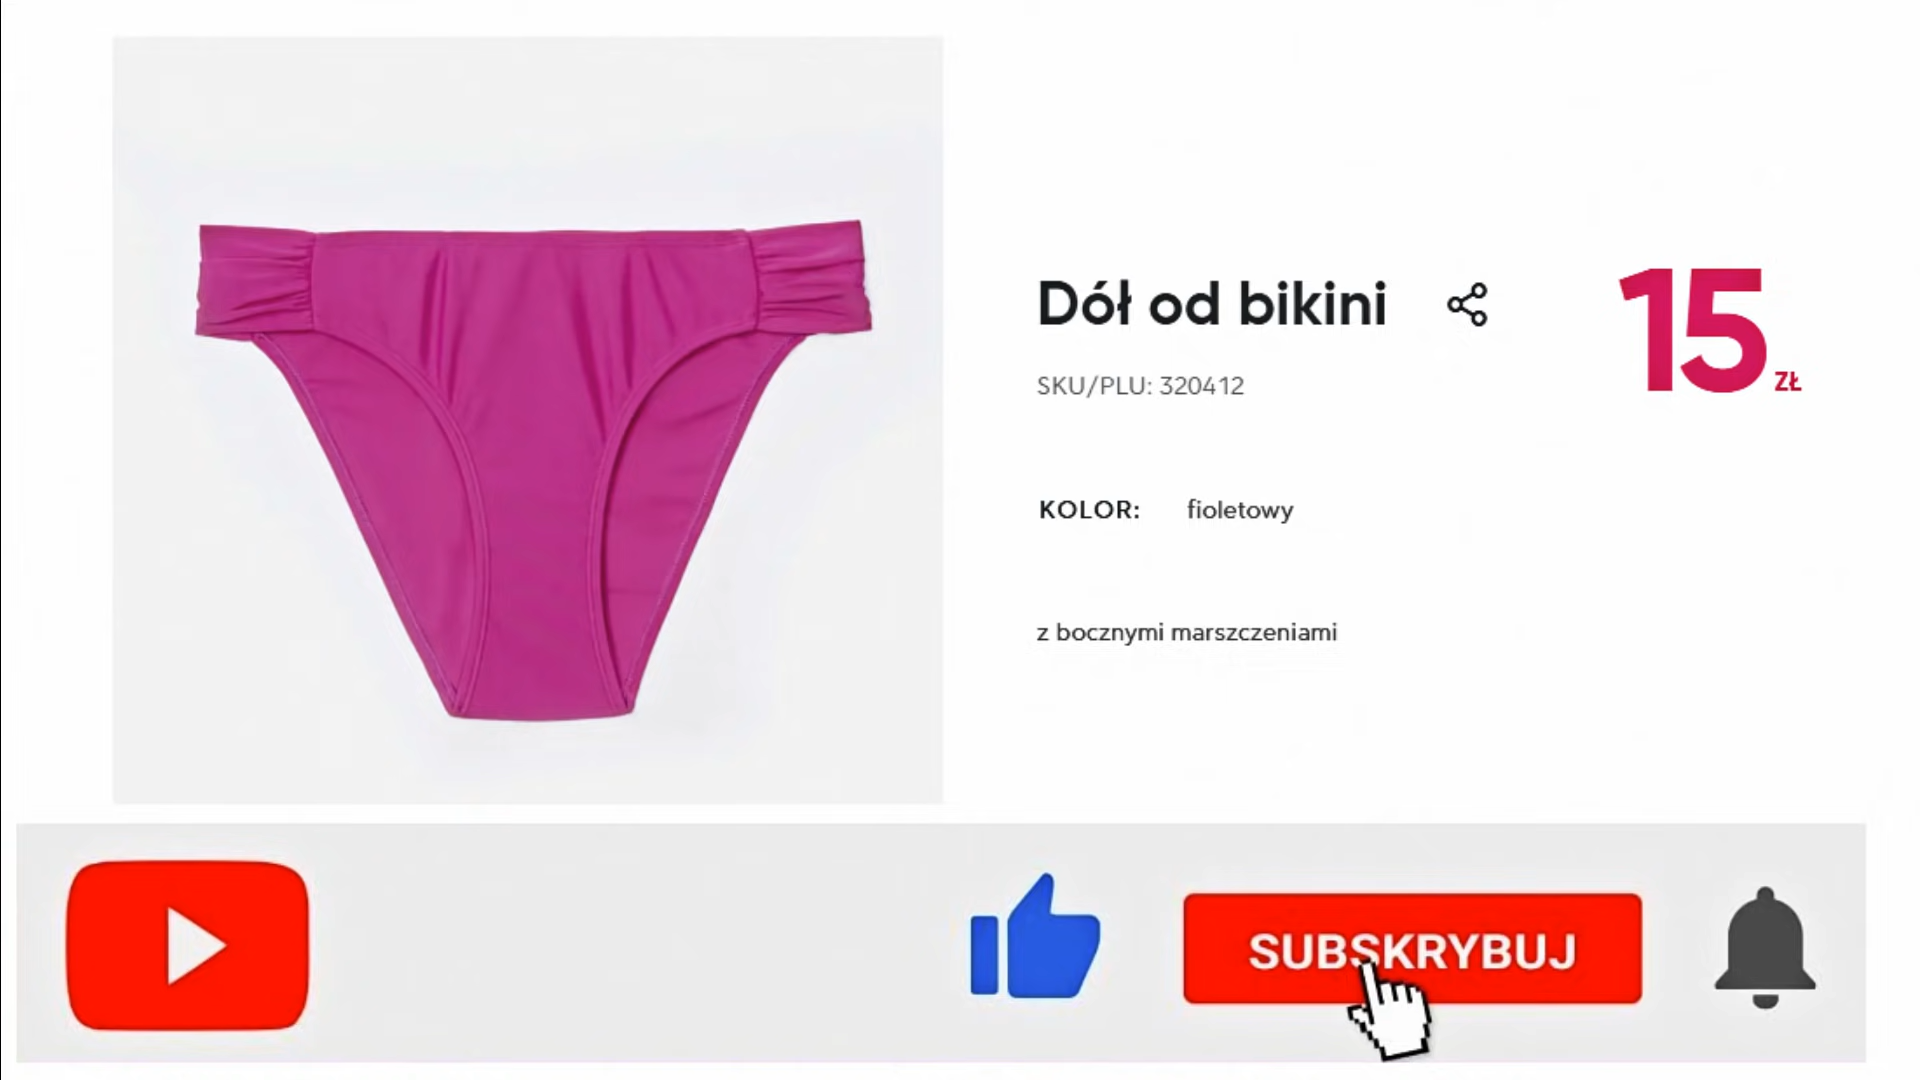 Dół od bikini
15 ZŁ
SKU/PLU: 320412
KOLOR: fioletowy
z bocznymi marszczeniami
SUBSKRYBUJ